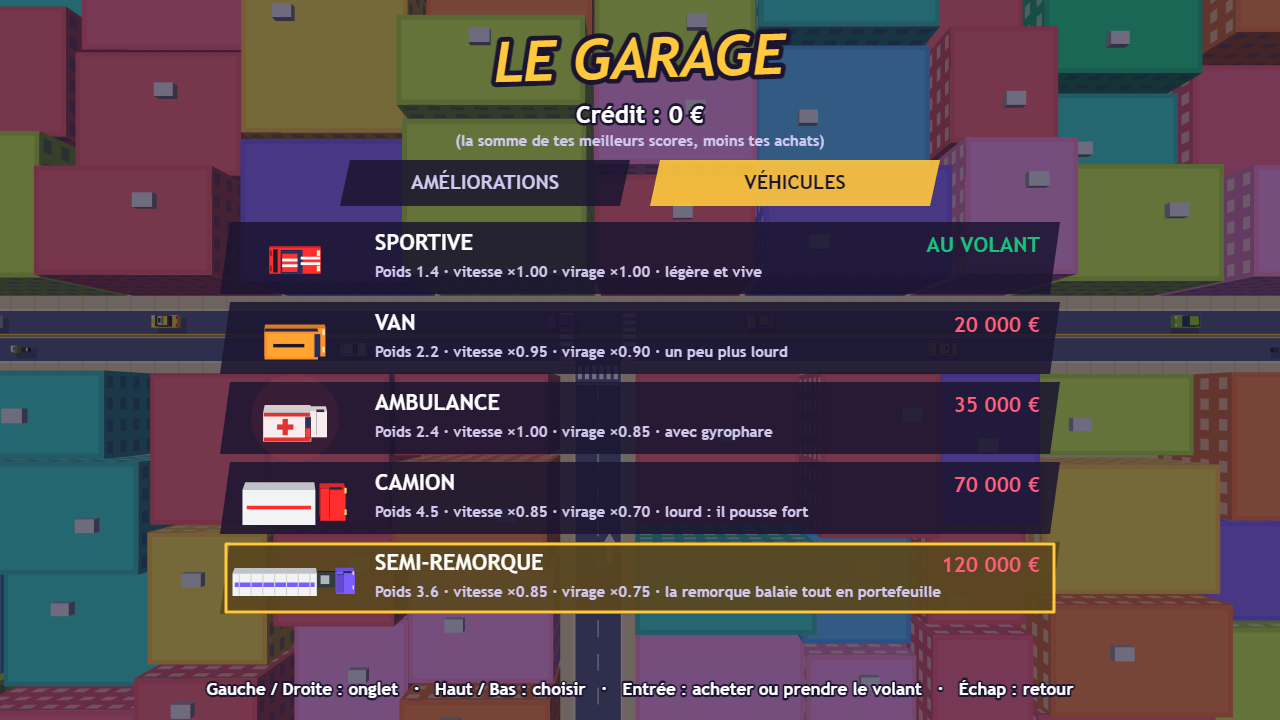 LE GARAGE
Crédit : 0 €
(la somme de tes meilleurs scores, moins tes achats)
AMÉLIORATIONS
VÉHICULES
SPORTIVE
AU VOLANT
Poids 1.4 · vitesse ×1.00 · virage ×1.00 · légère et vive
VAN
20 000 €
Poids 2.2 · vitesse ×0.95 · virage ×0.90 · un peu plus lourd
AMBULANCE
35 000 €
Poids 2.4 · vitesse ×1.00 · virage ×0.85 · avec gyrophare
CAMION
70 000 €
Poids 4.5 · vitesse ×0.85 · virage ×0.70 · lourd : il pousse fort
SEMI-REMORQUE
120 000 €
Poids 3.6 · vitesse ×0.85 · virage ×0.75 · la remorque balaie tout en portefeuille
Gauche / Droite : onglet · Haut / Bas : choisir · Entrée : acheter ou prendre le volant · Échap : retour